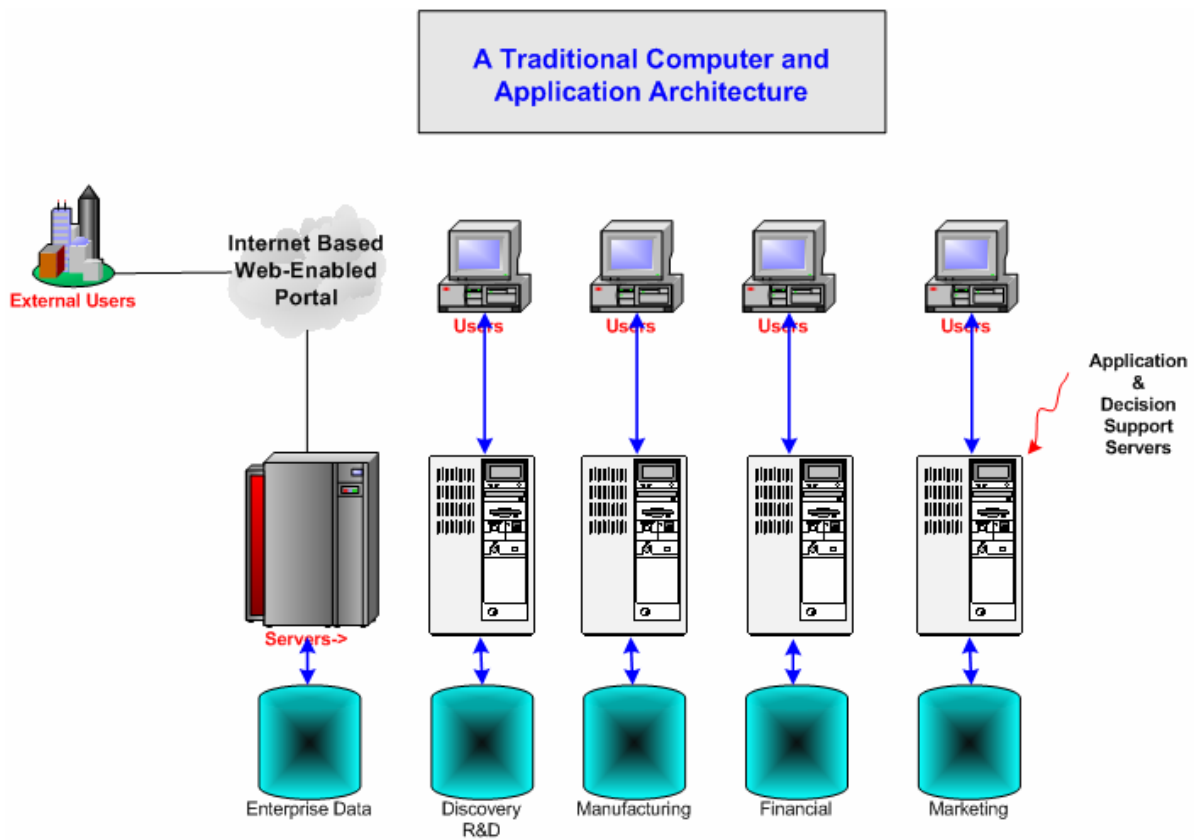 A Traditional Computer and
Application Architecture
External Users
Internet Based
Web-Enabled
Portal
Users
Users
Users
Users
Application
&
Decision
Support
Servers
Servers->
Enterprise Data
Discovery
R&D
Manufacturing
Financial
Marketing